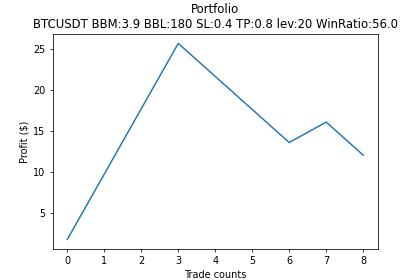 Portfolio
BTCUSDT BBM:3.9 BBL:180 SL:0.4 TP:0.8 lev:20 WinRatio:56.0
25
20
15
10
5
Profit ($)
0 1 2 3 4 5 6 7 8
Trade counts